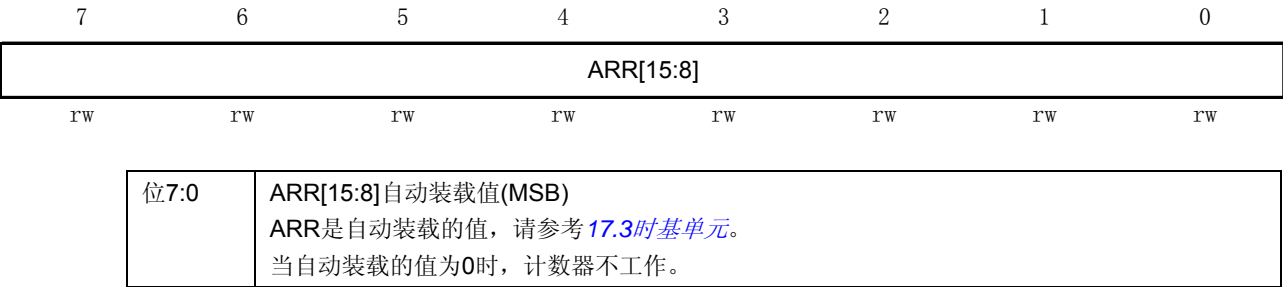 7 6 5 4 3 2 1 0
ARR[15:8]
rw rw rw rw rw rw rw rw
位7:0 ARR[15:8]自动装载值(MSB)
ARR是自动装载的值，请参考17.3时基单元。
当自动装载的值为0时，计数器不工作。